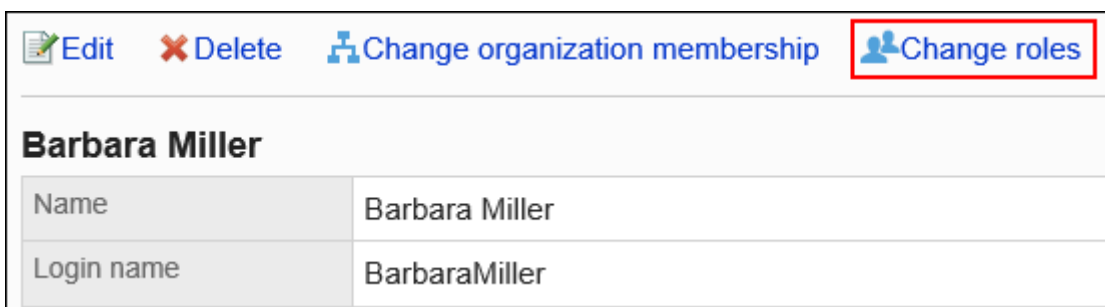 Edit Delete Change organization membership Change roles
Barbara Miller
Name Barbara Miller
Login name BarbaraMiller